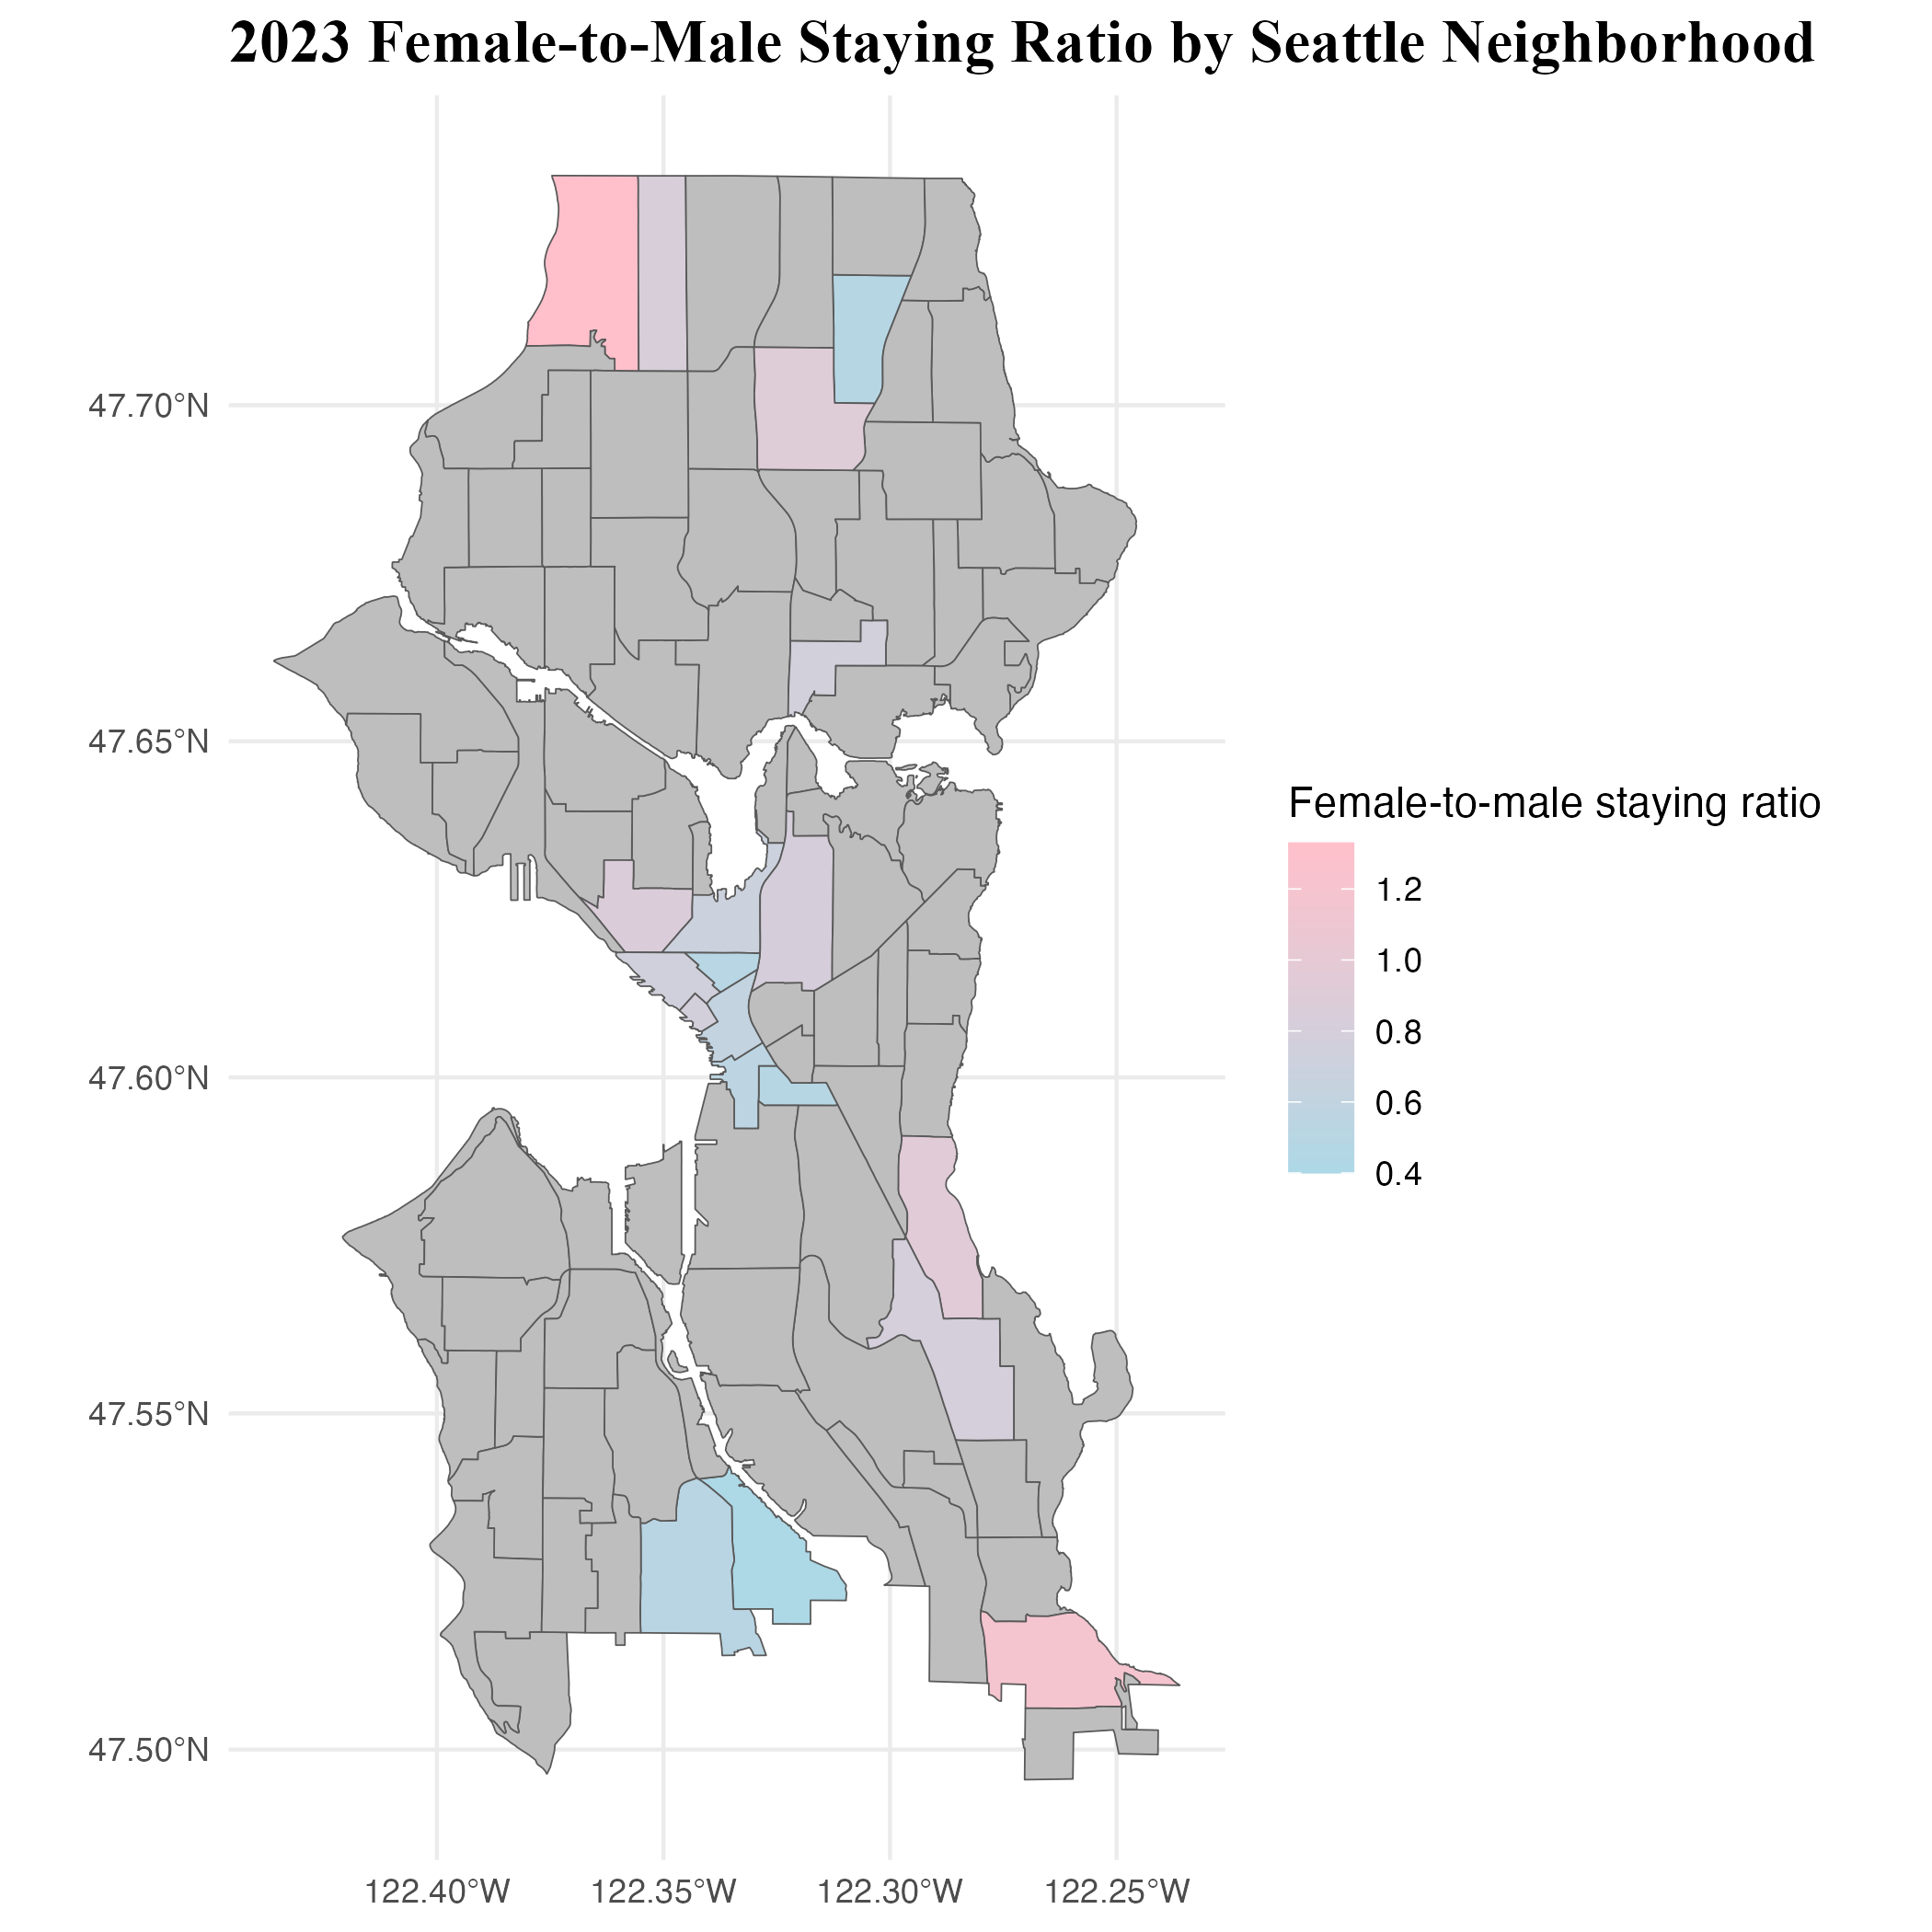 2023 Female-to-Male Staying Ratio by Seattle Neighborhood
47.70°N
47.65°N
47.60°N
47.55°N
47.50°N
122.40°W 122.35°W 122.30°W 122.25°W
Female-to-male staying ratio
1.2
1.0
0.8
0.6
0.4